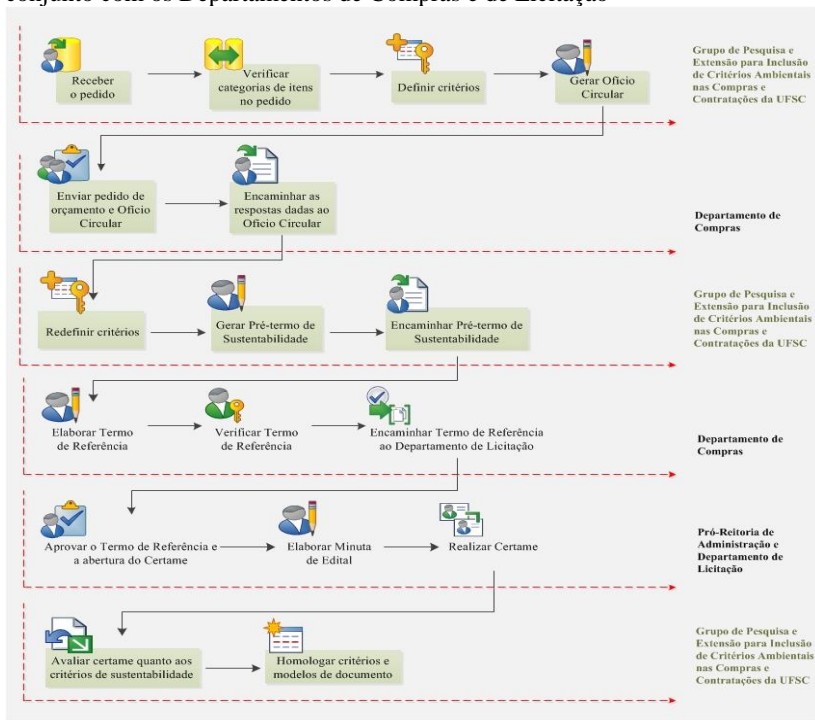 conjunto com os Departamentos de Compras e de Licitação
Receber
o pedido
Verificar
categorias de itens
no pedido
Definir critérios
Gerar Ofício
Circular
Grupo de Pesquisa e
Extensão para Inclusão
de Critérios Ambientais
nas Compras e
Contratações da UFSC
Enviar pedido de
orçamento e Ofício
Circular
Encaminhar as
respostas dadas ao
Ofício Circular
Departamento de
Compras
Redefinir critérios
Gerar Pré-termo de
Sustentabilidade
Encaminhar Pré-termo de
Sustentabilidade
Grupo de Pesquisa e
Extensão para Inclusão
de Critérios Ambientais
nas Compras e
Contratações da UFSC
Elaborar Termo
de Referência
Verificar Termo
de Referência
Encaminhar Termo de Referência
ao Departamento de Licitação
Departamento de
Compras
Aprovar o Termo de Referência e
a abertura do Certame
Elaborar Minuta
de Edital
Realizar Certame
Pró-Reitoria de
Administração e
Departamento de
Licitação
Avaliar certame quanto aos
critérios de sustentabilidade
Homologar critérios e
modelos de documento
Grupo de Pesquisa e
Extensão para Inclusão
de Critérios Ambientais
nas Compras e
Contratações da UFSC